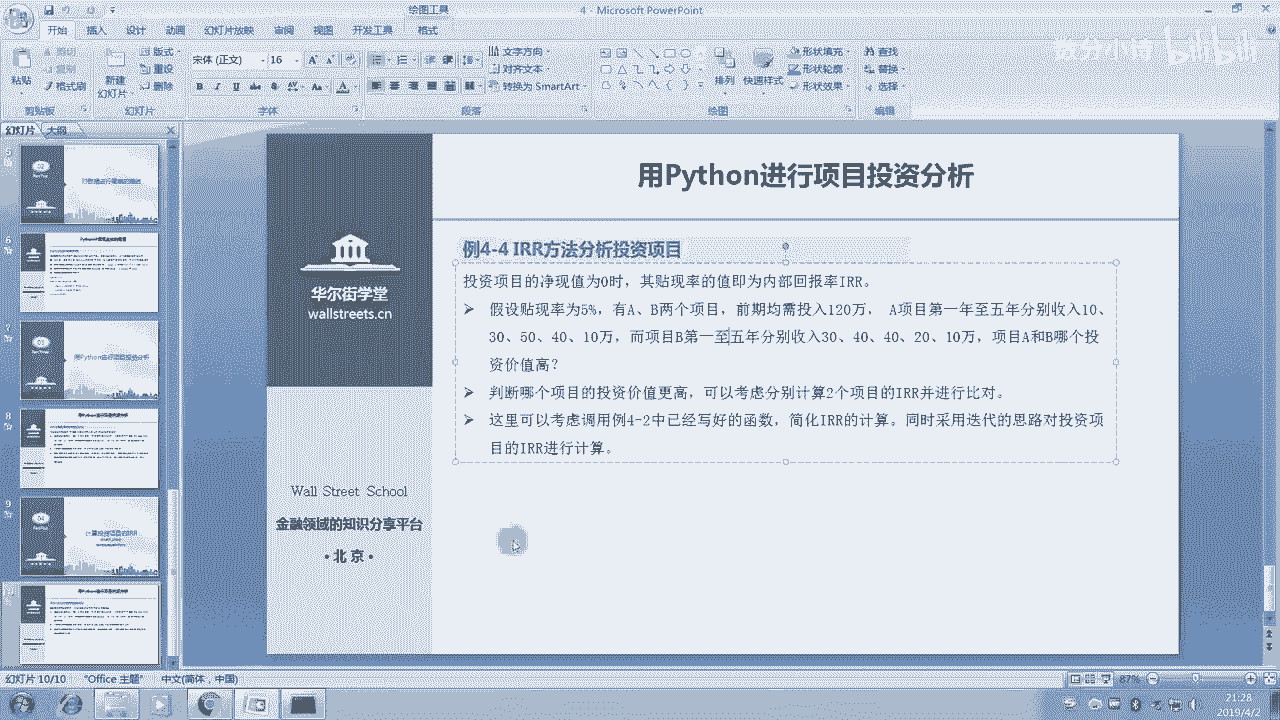 绘图工具
4 - Microsoft PowerPoint
开始 插入 设计 动画 幻灯片放映 审阅 视图 开发工具 格式
粘贴
剪切
复制
格式刷
剪贴板
新建
幻灯片
版式
重设
删除
幻灯片
宋体 (正文) 16
字体
文字方向
对齐文本
转换为 SmartArt
段落
排列
快速样式
形状填充
形状轮廓
形状效果
绘图
查找
替换
选择
编辑
bilibili
幻灯片 大纲
6
7
8
9
用Python进行项目投资分析
华尔街学堂
wallstreets.cn
例4-4 IRR方法分析投资项目
投资项目的净现值为0时，其贴现率的值即为内部回报率IRR。
假设贴现率为5%，有A、B两个项目，前期均需投入120万， A项目第一年至五年分别收入10、
30、50、40、10万，而项目B第一至五年分别收入30、40、40、20、10万，项目A和B哪个投
资价值高？
判断哪个项目的投资价值更高，可以考虑分别计算2个项目的IRR并进行比对。
这里可以考虑调用例4-2中已经写好的函数，简化IRR的计算。同时采用迭代的思路对投资项
目的IRR进行计算。
Wall Street School
金融领域的知识分享平台
• 北 京 •
幻灯片 10/10 "Office 主题" 中文(简体，中国)
87%
21:28
2019/4/2